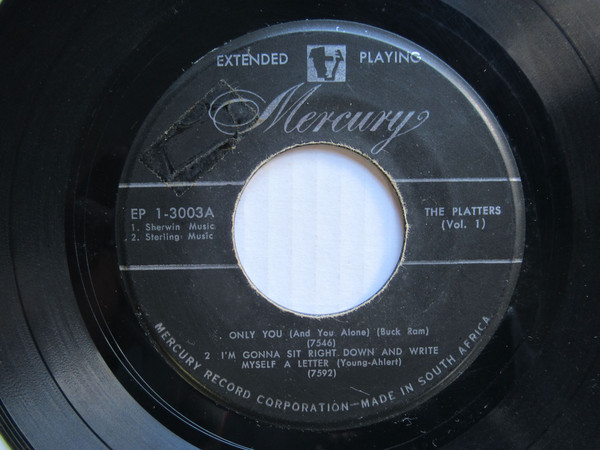 EXTENDED PLAYING
Mercury
EP 1-3003A
1. Sherwin Music
2. Sterling Music
THE PLATTERS
(Vol. 1)
ONLY YOU (And You Alone) (Buck Ram)
(7546)
2 I'M GONNA SIT RIGHT DOWN AND WRITE
MYSELF A LETTER (Young-Ahlert)
(7592)
MERCURY RECORD CORPORATION—MADE IN SOUTH AFRICA